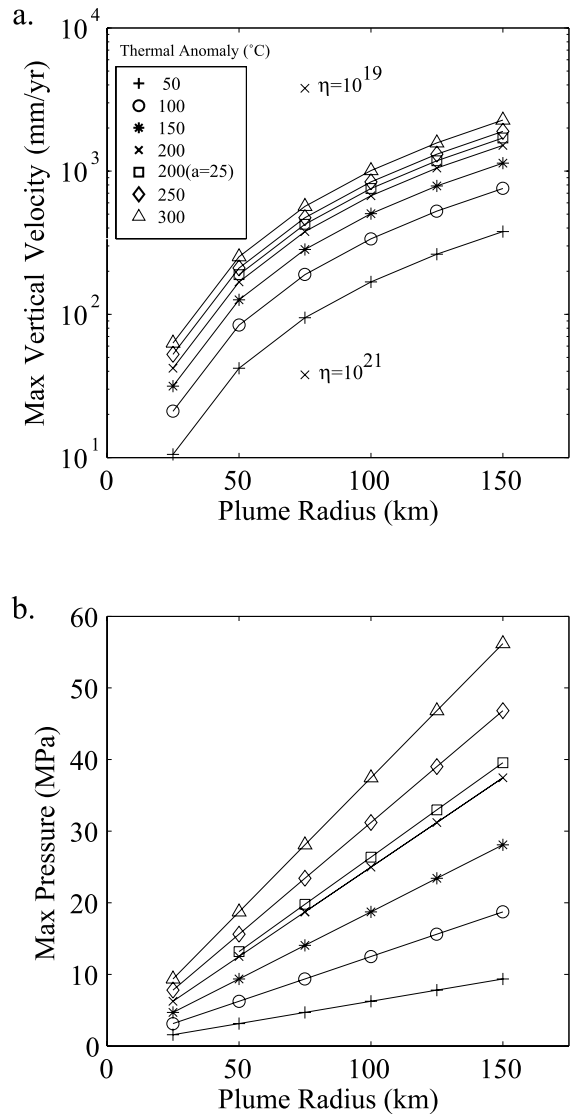 a.
10^4
Thermal Anomaly (°C)
50
100
150
200
200(a=25)
250
300
η=10^19
10^3
10^2
η=10^21
10^1
Max Vertical Velocity (mm/yr)
0
50
100
150
Plume Radius (km)
b.
60
50
40
30
20
10
0
Max Pressure (MPa)
0
50
100
150
Plume Radius (km)